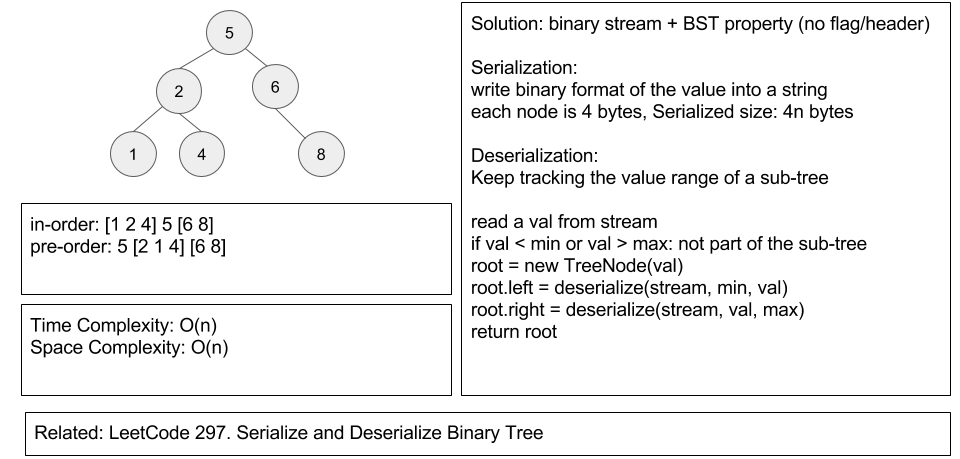 5
2
6
1
4
8
in-order: [1 2 4] 5 [6 8]
pre-order: 5 [2 1 4] [6 8]
Time Complexity: O(n)
Space Complexity: O(n)
Solution: binary stream + BST property (no flag/header)
Serialization:
write binary format of the value into a string
each node is 4 bytes, Serialized size: 4n bytes
Deserialization:
Keep tracking the value range of a sub-tree
read a val from stream
if val < min or val > max: not part of the sub-tree
root = new TreeNode(val)
root.left = deserialize(stream, min, val)
root.right = deserialize(stream, val, max)
return root
Related: LeetCode 297. Serialize and Deserialize Binary Tree